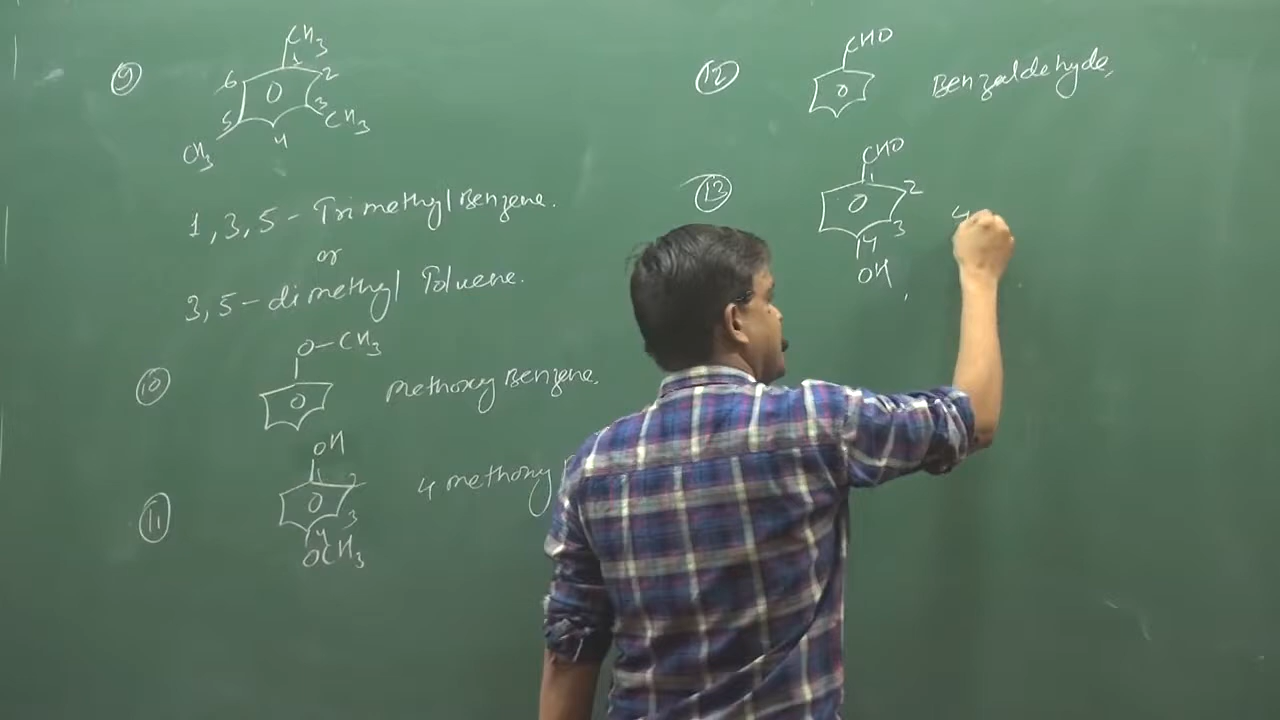 9
CH3
1
6
2
O
3
5
CH3
4
CH3
1,3,5-Trimethyl Benzene.
or
3,5-dimethyl Toluene.
10
O-CH3
O
Methoxy Benzene.
11
OH
1
2
O
3
4
OCH3
4 methoxy
12
CHO
O
Benzaldehyde,
13
CHO
1
2
O
3
4
OH
4